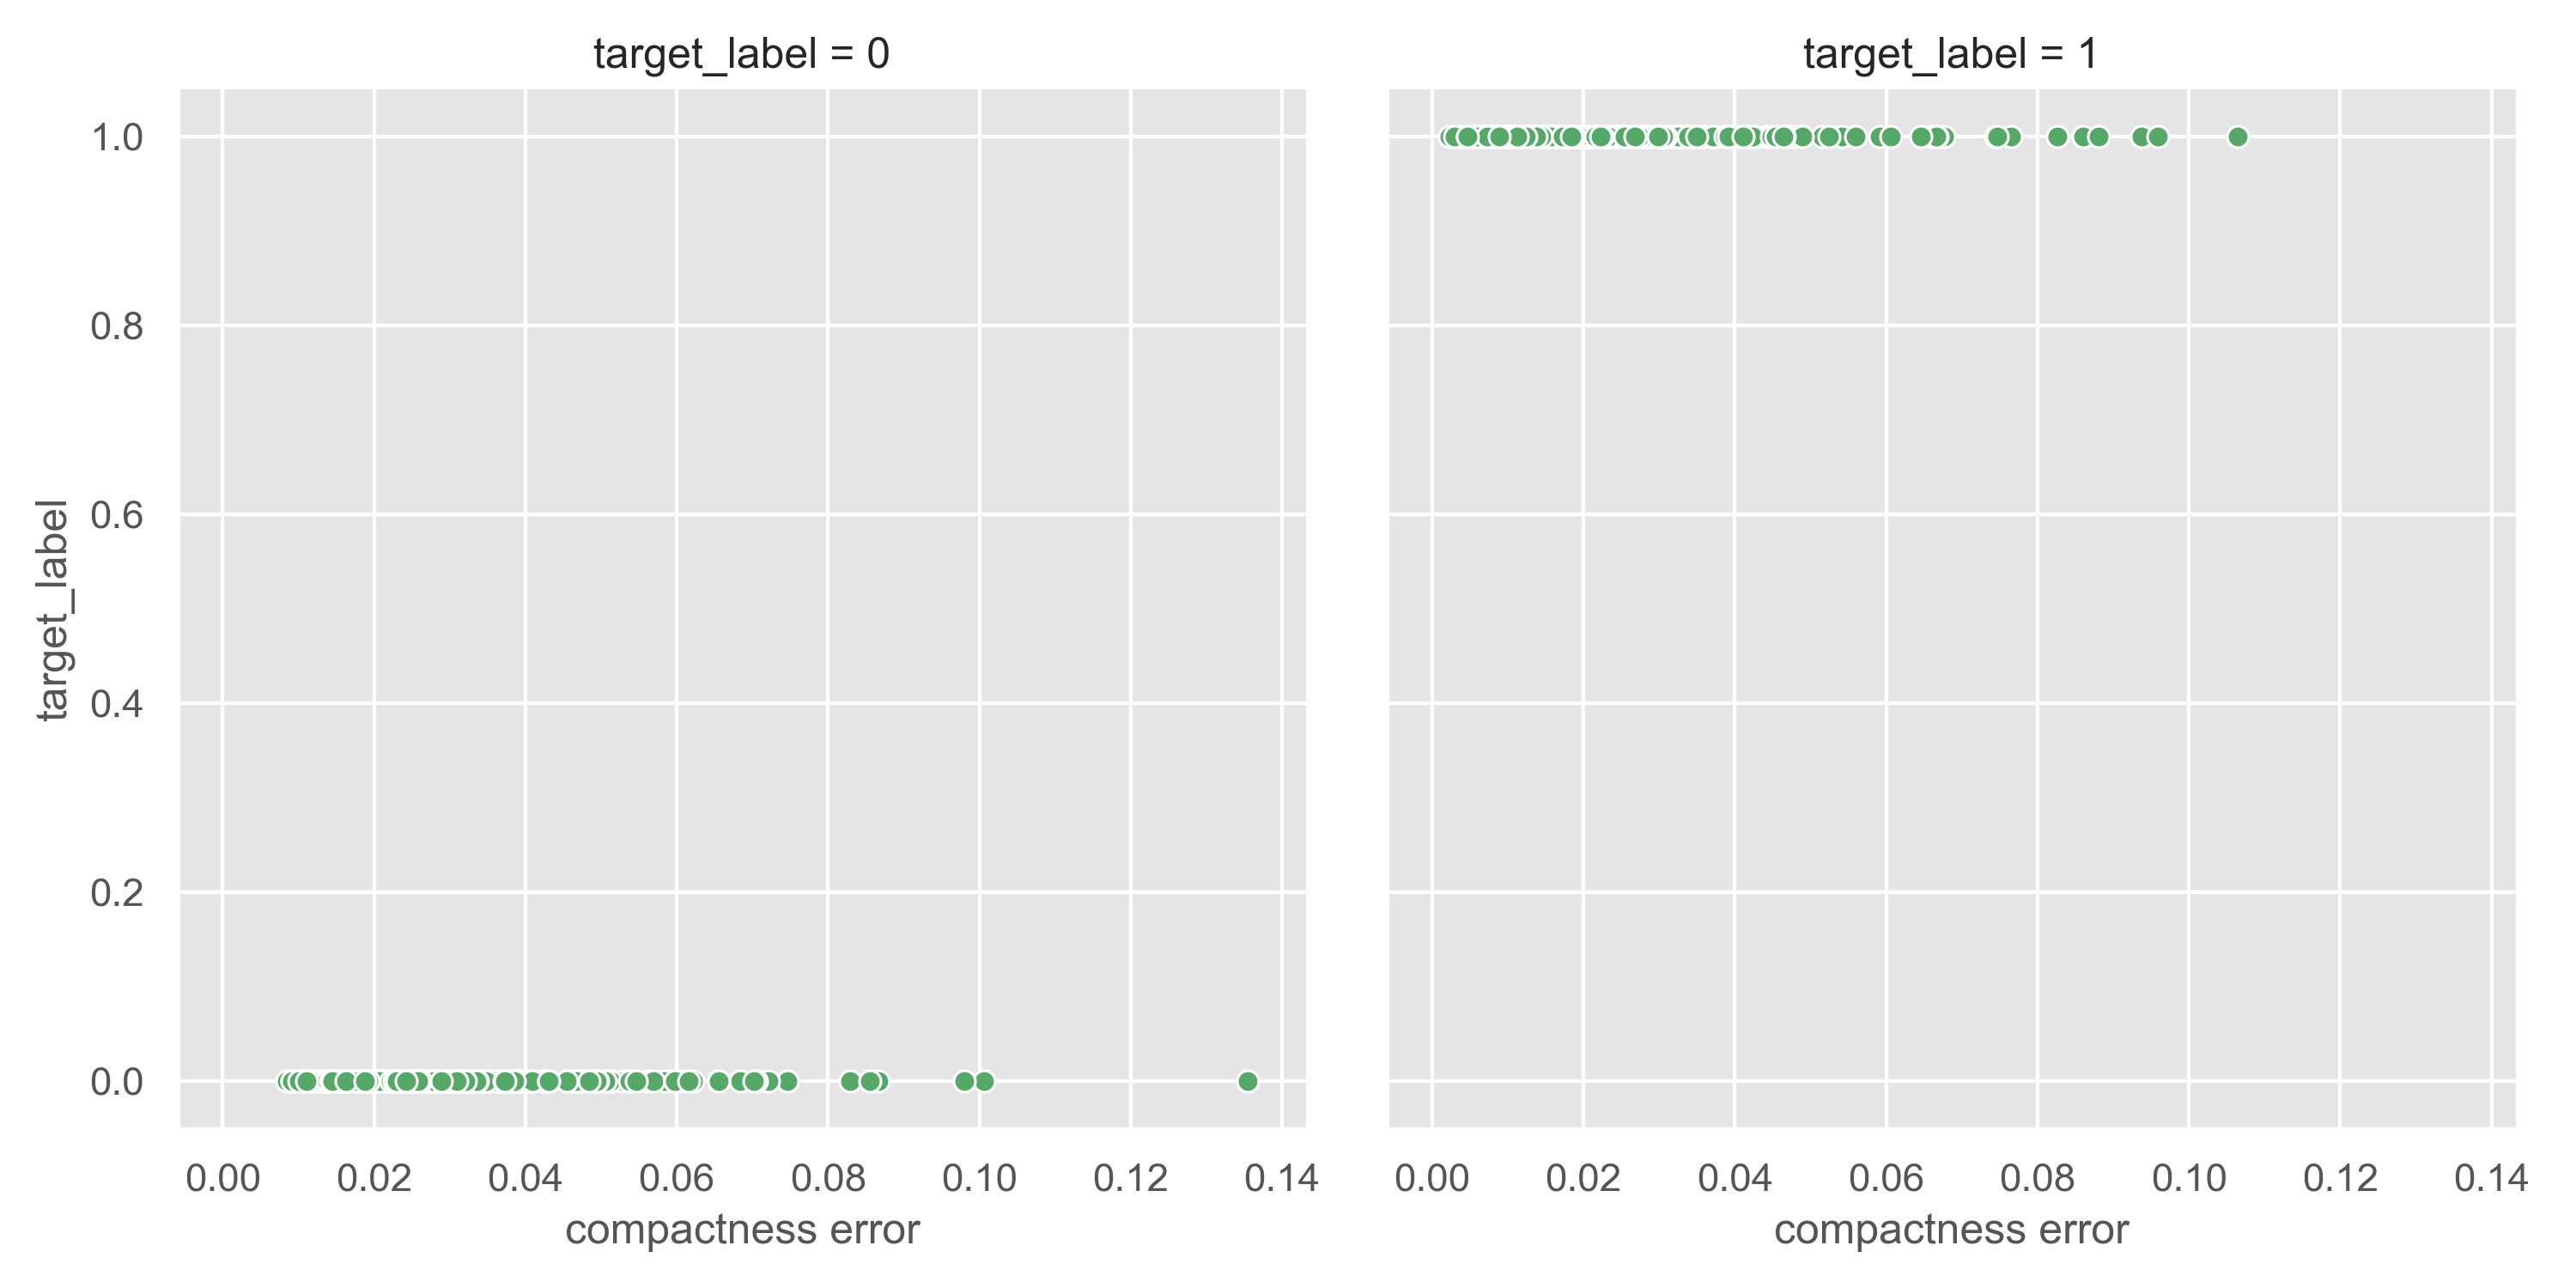 target_label = 0
target_label = 1
1.0
0.8
0.6
0.4
0.2
0.0
target_label
0.00 0.02 0.04 0.06 0.08 0.10 0.12 0.14
0.00 0.02 0.04 0.06 0.08 0.10 0.12 0.14
compactness error
compactness error